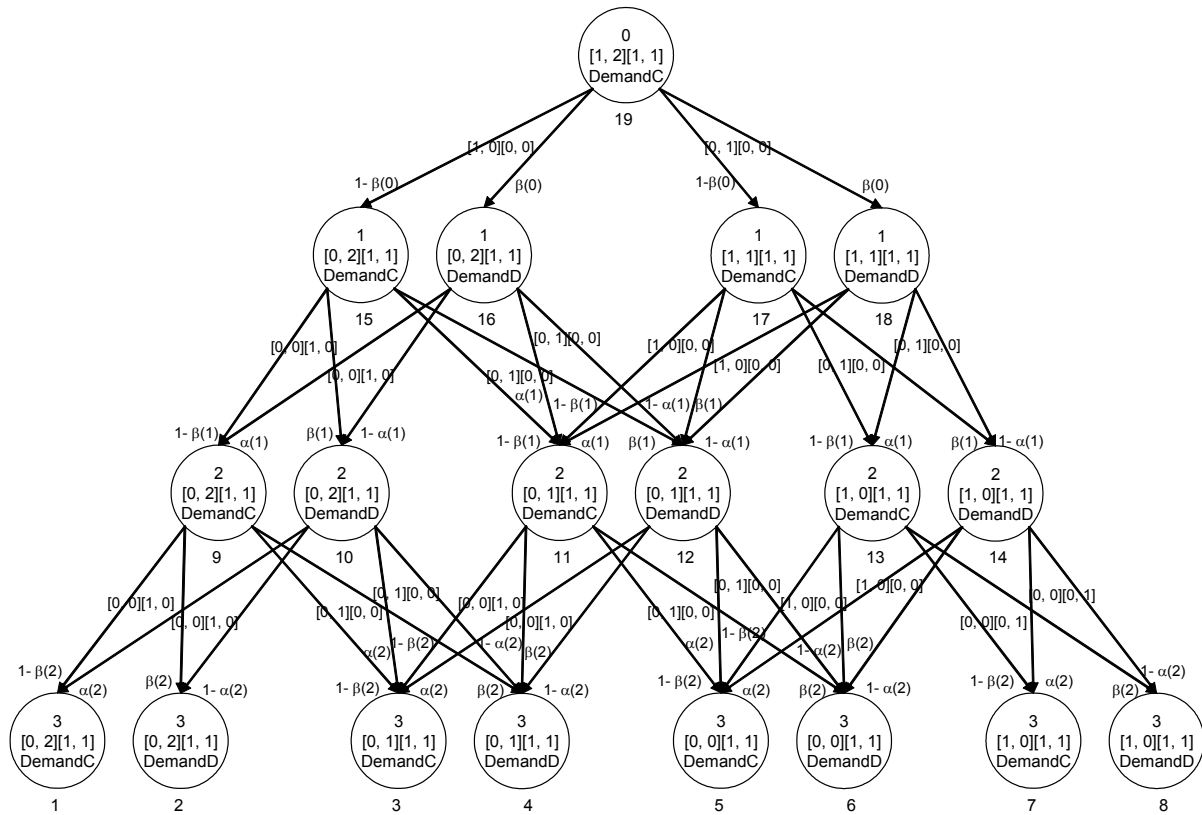 0
[1, 2][1, 1]
DemandC
19
[1, 0][0, 0]
[0, 1][0, 0]
1- β(0)
β(0)
1-β(0)
β(0)
1
[0, 2][1, 1]
DemandC
1
[0, 2][1, 1]
DemandD
1
[1, 1][1, 1]
DemandC
1
[1, 1][1, 1]
DemandD
15
16
17
18
[0, 0][1, 0]
[0, 1][0, 0]
[1, 0][0, 0]
[0, 1][0, 0]
[0, 0][1, 0]
[0, 1][0, 0]
[1, 0][0, 0]
[0, 1][0, 0]
α(1)
1- β(1)
1- α(1)
β(1)
1- β(1)
α(1)
β(1)
1- α(1)
1- β(1)
α(1)
β(1)
1- α(1)
1- β(1)
α(1)
β(1)
1- α(1)
2
[0, 2][1, 1]
DemandC
2
[0, 2][1, 1]
DemandD
2
[0, 1][1, 1]
DemandC
2
[0, 1][1, 1]
DemandD
2
[1, 0][1, 1]
DemandC
2
[1, 0][1, 1]
DemandD
9
10
11
12
13
14
[0, 0][1, 0]
[0, 1][0, 0]
[0, 0][1, 0]
[0, 1][0, 0]
[1, 0][0, 0]
[1, 0][0, 0]
[0, 0][0, 1]
[0, 0][1, 0]
[0, 1][0, 0]
[0, 0][1, 0]
[0, 1][0, 0]
[0, 0][0, 1]
α(2)
1- β(2)
1- α(2)
β(2)
α(2)
1- β(2)
1- α(2)
β(2)
1- β(2)
α(2)
β(2)
1- α(2)
1- β(2)
α(2)
β(2)
1- α(2)
1- β(2)
α(2)
β(2)
1- α(2)
1- β(2)
α(2)
β(2)
1- α(2)
3
[0, 2][1, 1]
DemandC
3
[0, 2][1, 1]
DemandD
3
[0, 1][1, 1]
DemandC
3
[0, 1][1, 1]
DemandD
3
[0, 0][1, 1]
DemandC
3
[0, 0][1, 1]
DemandD
3
[1, 0][1, 1]
DemandC
3
[1, 0][1, 1]
DemandD
1
2
3
4
5
6
7
8